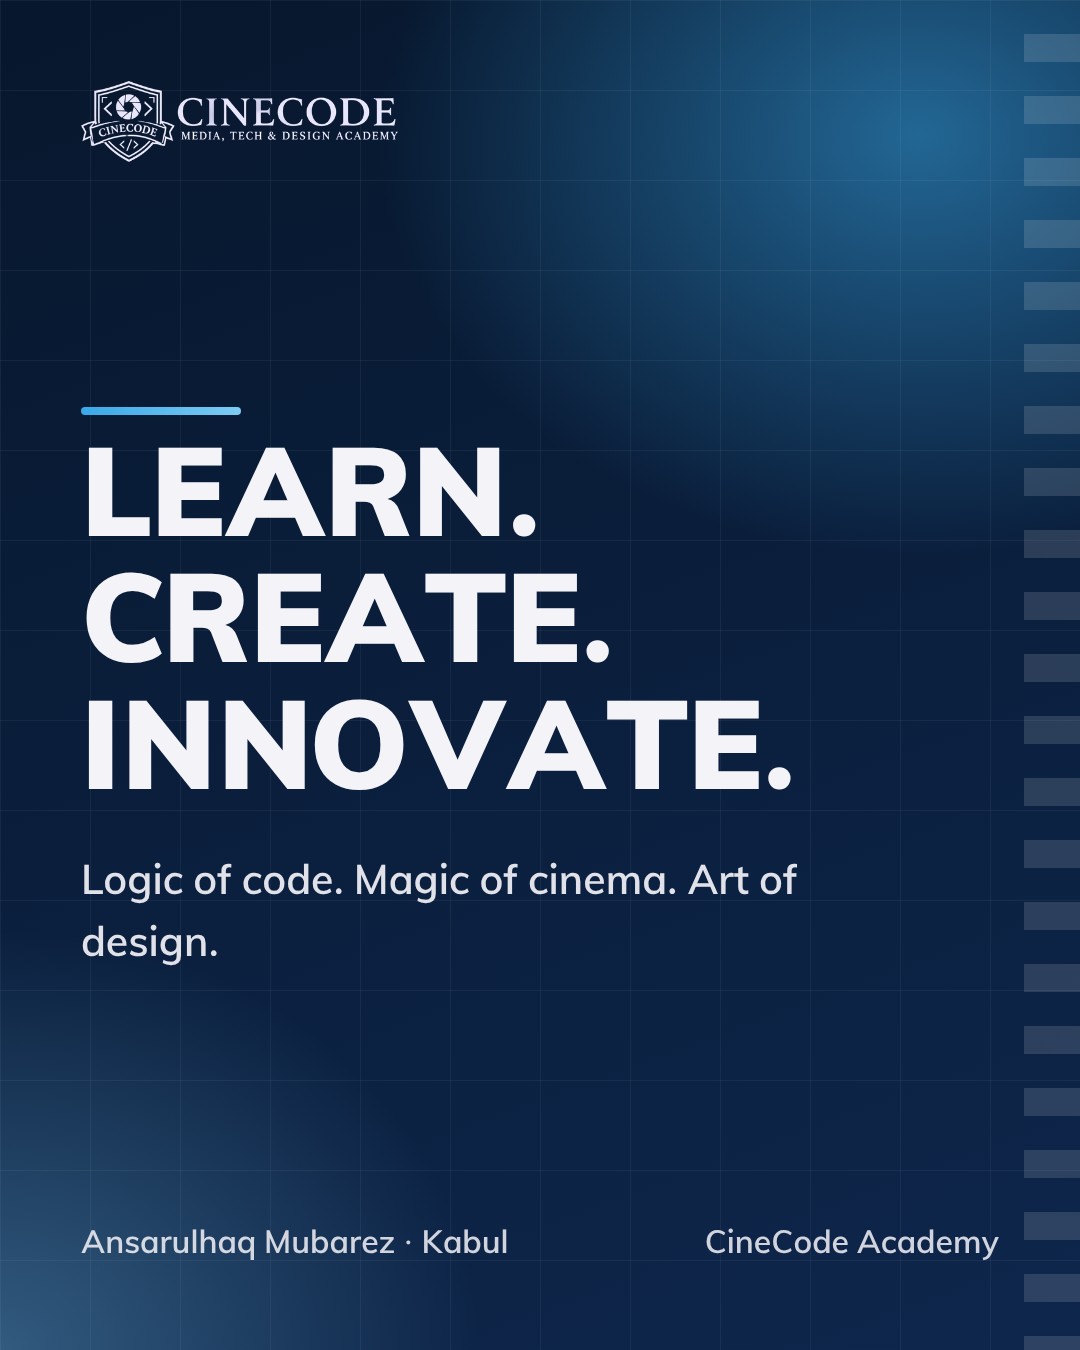 CINECODE
CINECODE
MEDIA, TECH & DESIGN ACADEMY
</>
LEARN.
CREATE.
INNOVATE.
Logic of code. Magic of cinema. Art of
design.
Ansarulhaq Mubarez · Kabul
CineCode Academy